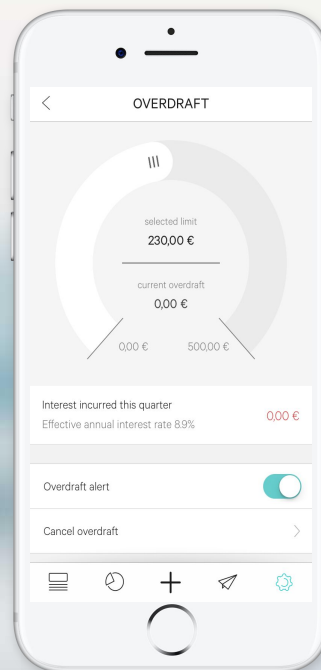 OVERDRAFT
selected limit
230,00 €
current overdraft
0,00 €
0,00 € 500,00 €
Interest incurred this quarter
Effective annual interest rate 8.9%
0,00 €
Overdraft alert
Cancel overdraft